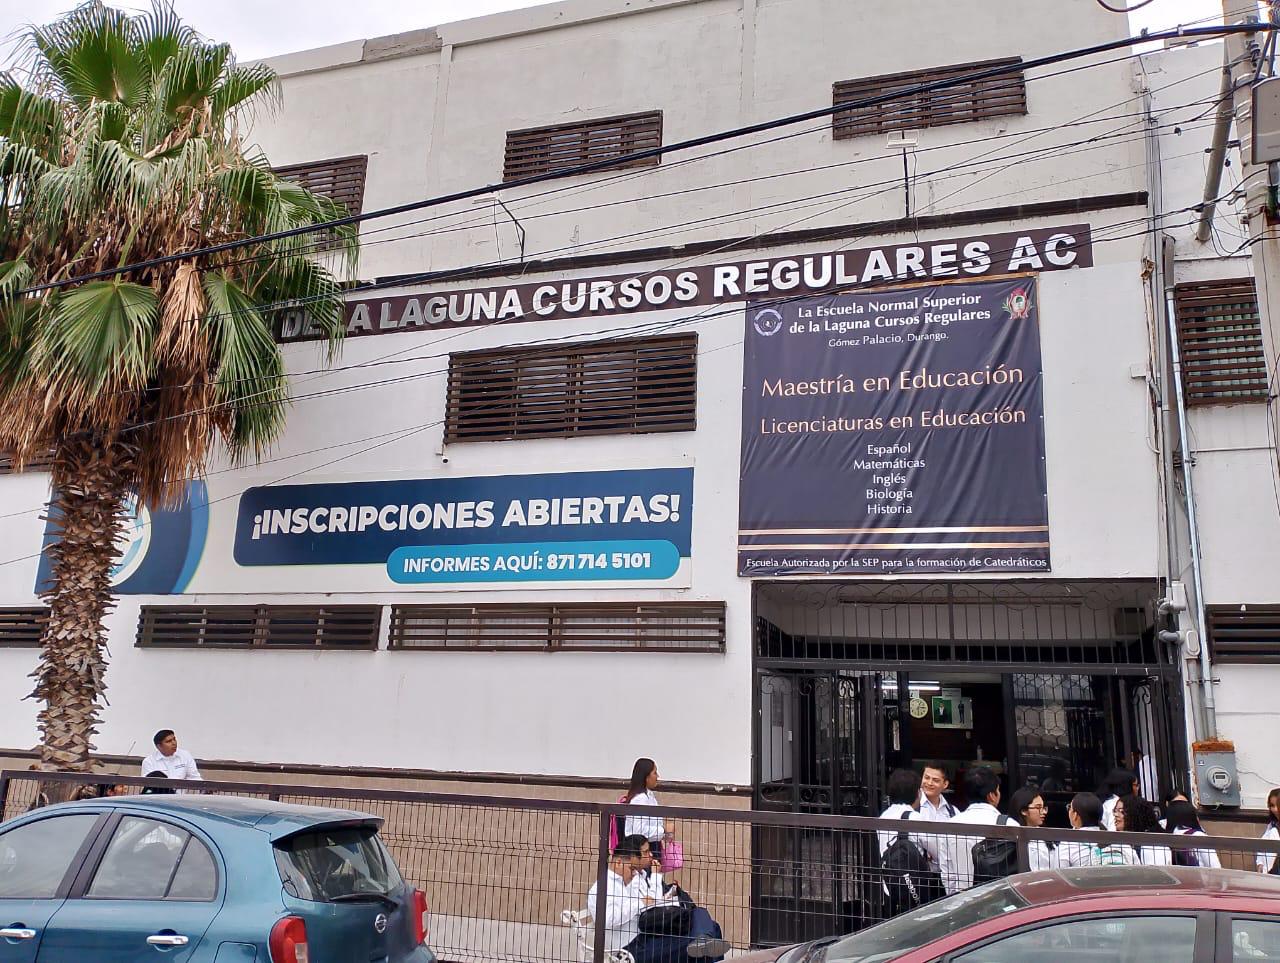 DE LA LAGUNA CURSOS REGULARES AC
La Escuela Normal Superior
de la Laguna Cursos Regulares
Gómez Palacio, Durango.
Maestría en Educación
Licenciaturas en Educación
Español
Matemáticas
Inglés
Biología
Historia
Escuela Autorizada por la SEP para la formación de Catedráticos
¡INSCRIPCIONES ABIERTAS!
INFORMES AQUÍ: 871 714 5101